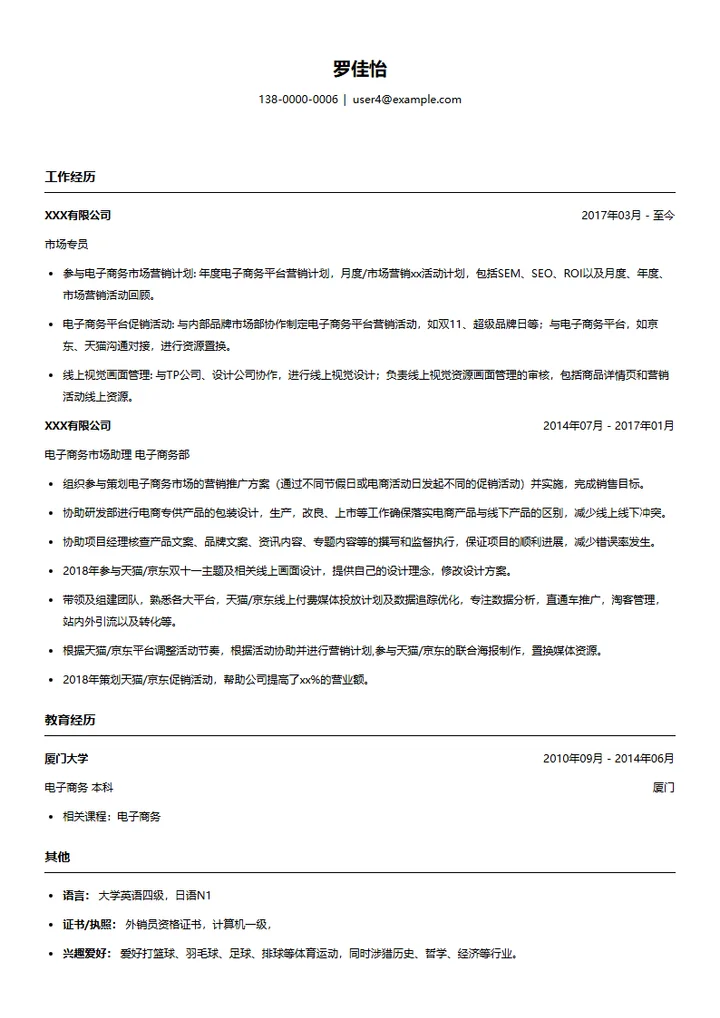 罗佳怡
138-0000-0006 | user4@example.com
工作经历
XXX有限公司 2017年03月 - 至今
市场专员
• 参与电子商务市场营销计划: 年度电子商务平台营销计划，月度/市场营销xx活动计划，包括SEM、SEO、ROI以及月度、年度、
市场营销活动回顾。
• 电子商务平台促销活动: 与内部品牌市场部协作制定电子商务平台营销活动，如双11、超级品牌日等；与电子商务平台，如京
东、天猫沟通对接，进行资源置换。
• 线上视觉画面管理: 与TP公司、设计公司协作，进行线上视觉设计；负责线上视觉资源画面管理的审核，包括商品详情页和营销
活动线上资源。
XXX有限公司 2014年07月 - 2017年01月
电子商务市场助理 电子商务部
• 组织参与策划电子商务市场的营销推广方案（通过不同节假日或电商活动日发起不同的促销活动）并实施，完成销售目标。
• 协助研发部进行电商专供产品的包装设计，生产，改良、上市等工作确保落实电商产品与线下产品的区别，减少线上线下冲突。
• 协助项目经理核查产品文案、品牌文案、资讯内容、专题内容等的撰写和监督执行，保证项目的顺利进展，减少错误率发生。
• 2018年参与天猫/京东双十一主题及相关线上画面设计，提供自己的设计理念，修改设计方案。
• 带领及组建团队，熟悉各大平台，天猫/京东线上付费媒体投放计划及数据追踪优化，专注数据分析，直通车推广，淘客管理，
站内外引流以及转化等。
• 根据天猫/京东平台调整活动节奏，根据活动协助并进行营销计划,参与天猫/京东的联合海报制作，置换媒体资源。
• 2018年策划天猫/京东促销活动，帮助公司提高了xx%的营业额。
教育经历
厦门大学 2010年09月 - 2014年06月
电子商务 本科 厦门
• 相关课程：电子商务
其他
• 语言： 大学英语四级，日语N1
• 证书/执照： 外销员资格证书，计算机一级，
• 兴趣爱好： 爱好打篮球、羽毛球、足球、排球等体育运动，同时涉猎历史、哲学、经济等行业。